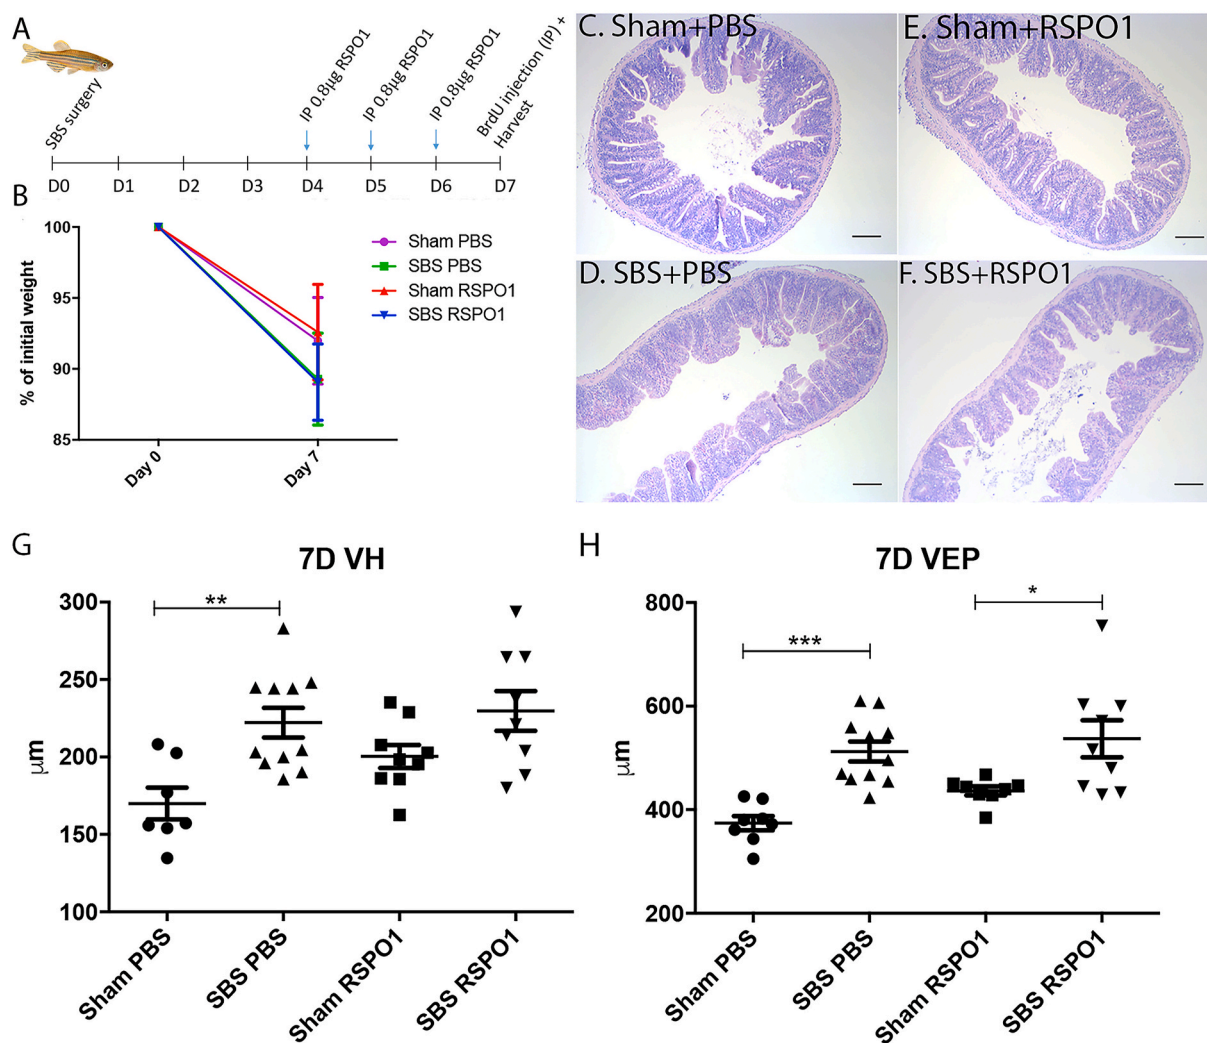 A
SBS surgery
IP 0.8µg RSPO1
IP 0.8µg RSPO1
IP 0.8µg RSPO1
BrdU injection (IP) +
Harvest
D0 D1 D2 D3 D4 D5 D6 D7
B
% of initial weight
100
95
90
85
Day 0
Day 7
Sham PBS
SBS PBS
Sham RSPO1
SBS RSPO1
C. Sham+PBS
E. Sham+RSPO1
D. SBS+PBS
F. SBS+RSPO1
G
7D VH
µm
300
250
200
150
100
**
Sham PBS
SBS PBS
Sham RSPO1
SBS RSPO1
H
7D VEP
µm
800
600
400
200
***
*
Sham PBS
SBS PBS
Sham RSPO1
SBS RSPO1